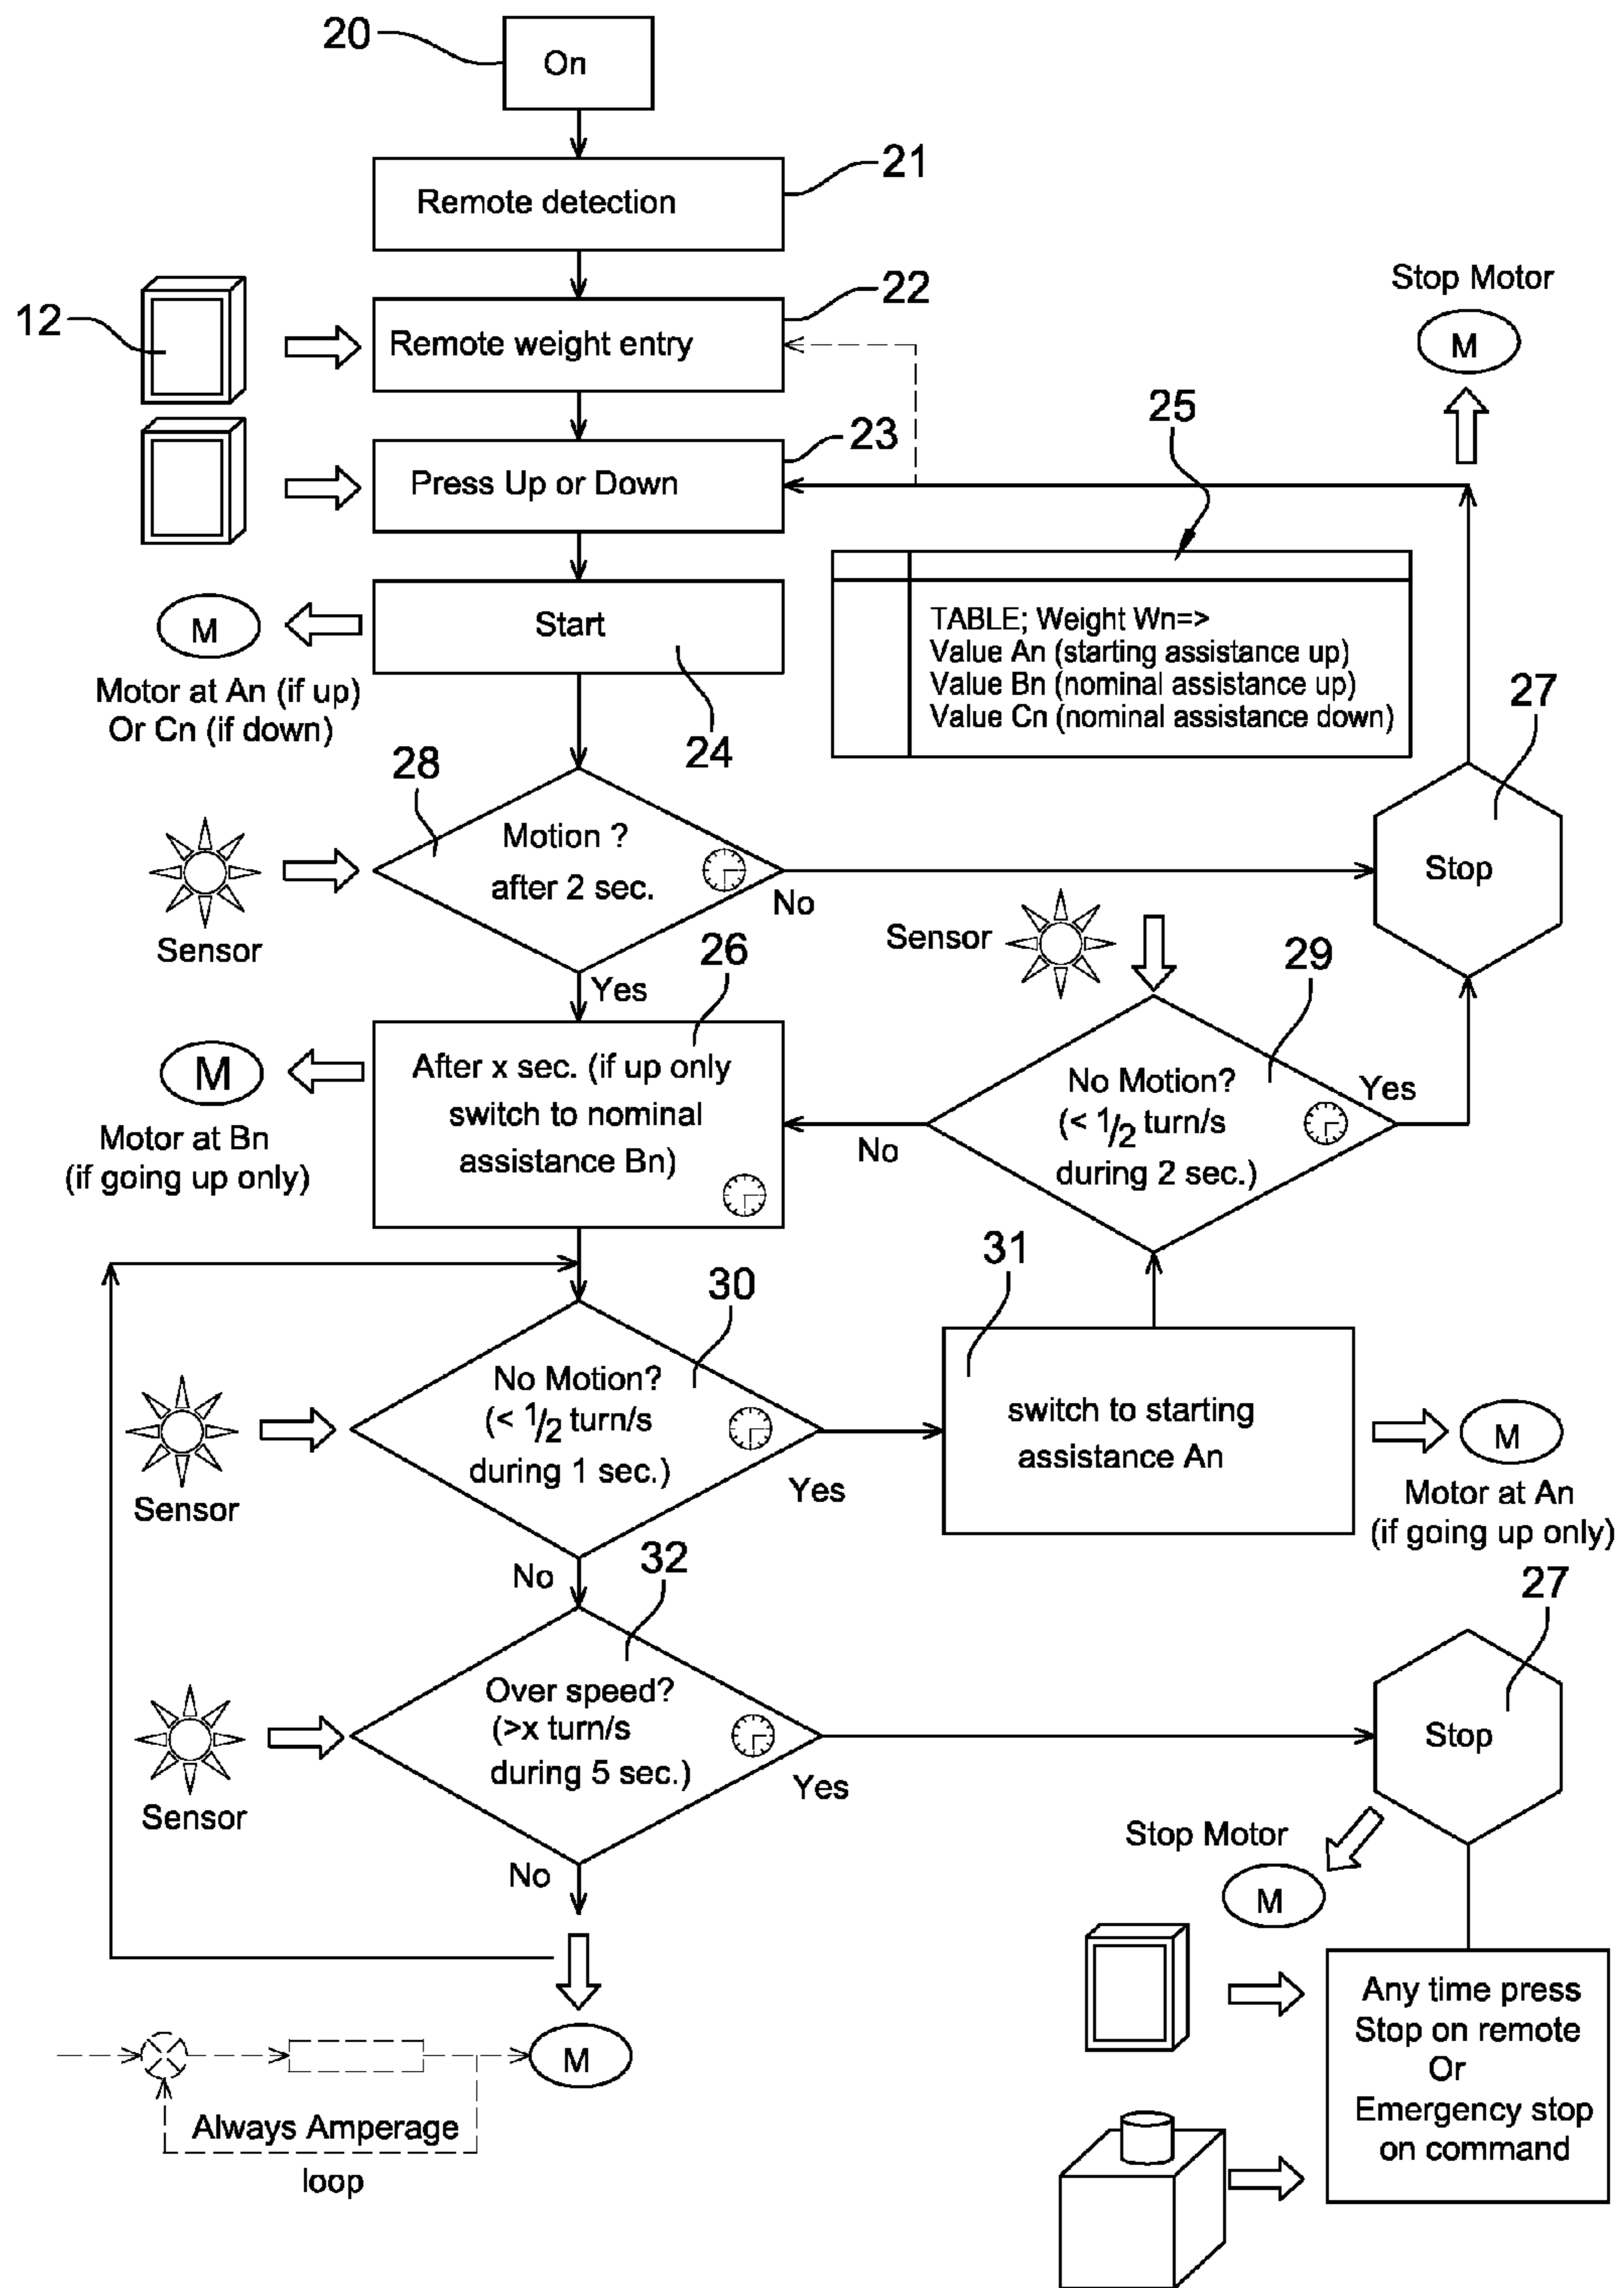 20
On
21
Remote detection
22
12
Remote weight entry
Stop Motor
M
23
Press Up or Down
25
Start
M
Motor at An (if up)
Or Cn (if down)
24
TABLE; Weight Wn=>
Value An (starting assistance up)
Value Bn (nominal assistance up)
Value Cn (nominal assistance down)
27
Stop
28
Motion ?
after 2 sec.
No
Sensor
Yes
Sensor
26
After x sec. (if up only
switch to nominal
assistance Bn)
M
Motor at Bn
(if going up only)
29
No Motion?
(< 1/2 turn/s
during 2 sec.)
Yes
No
30
No Motion?
(< 1/2 turn/s
during 1 sec.)
Yes
Sensor
No
31
switch to starting
assistance An
M
Motor at An
(if going up only)
32
Over speed?
(>x turn/s
during 5 sec.)
Yes
Sensor
No
27
Stop
Stop Motor
M
M
Always Amperage
loop
Any time press
Stop on remote
Or
Emergency stop
on command